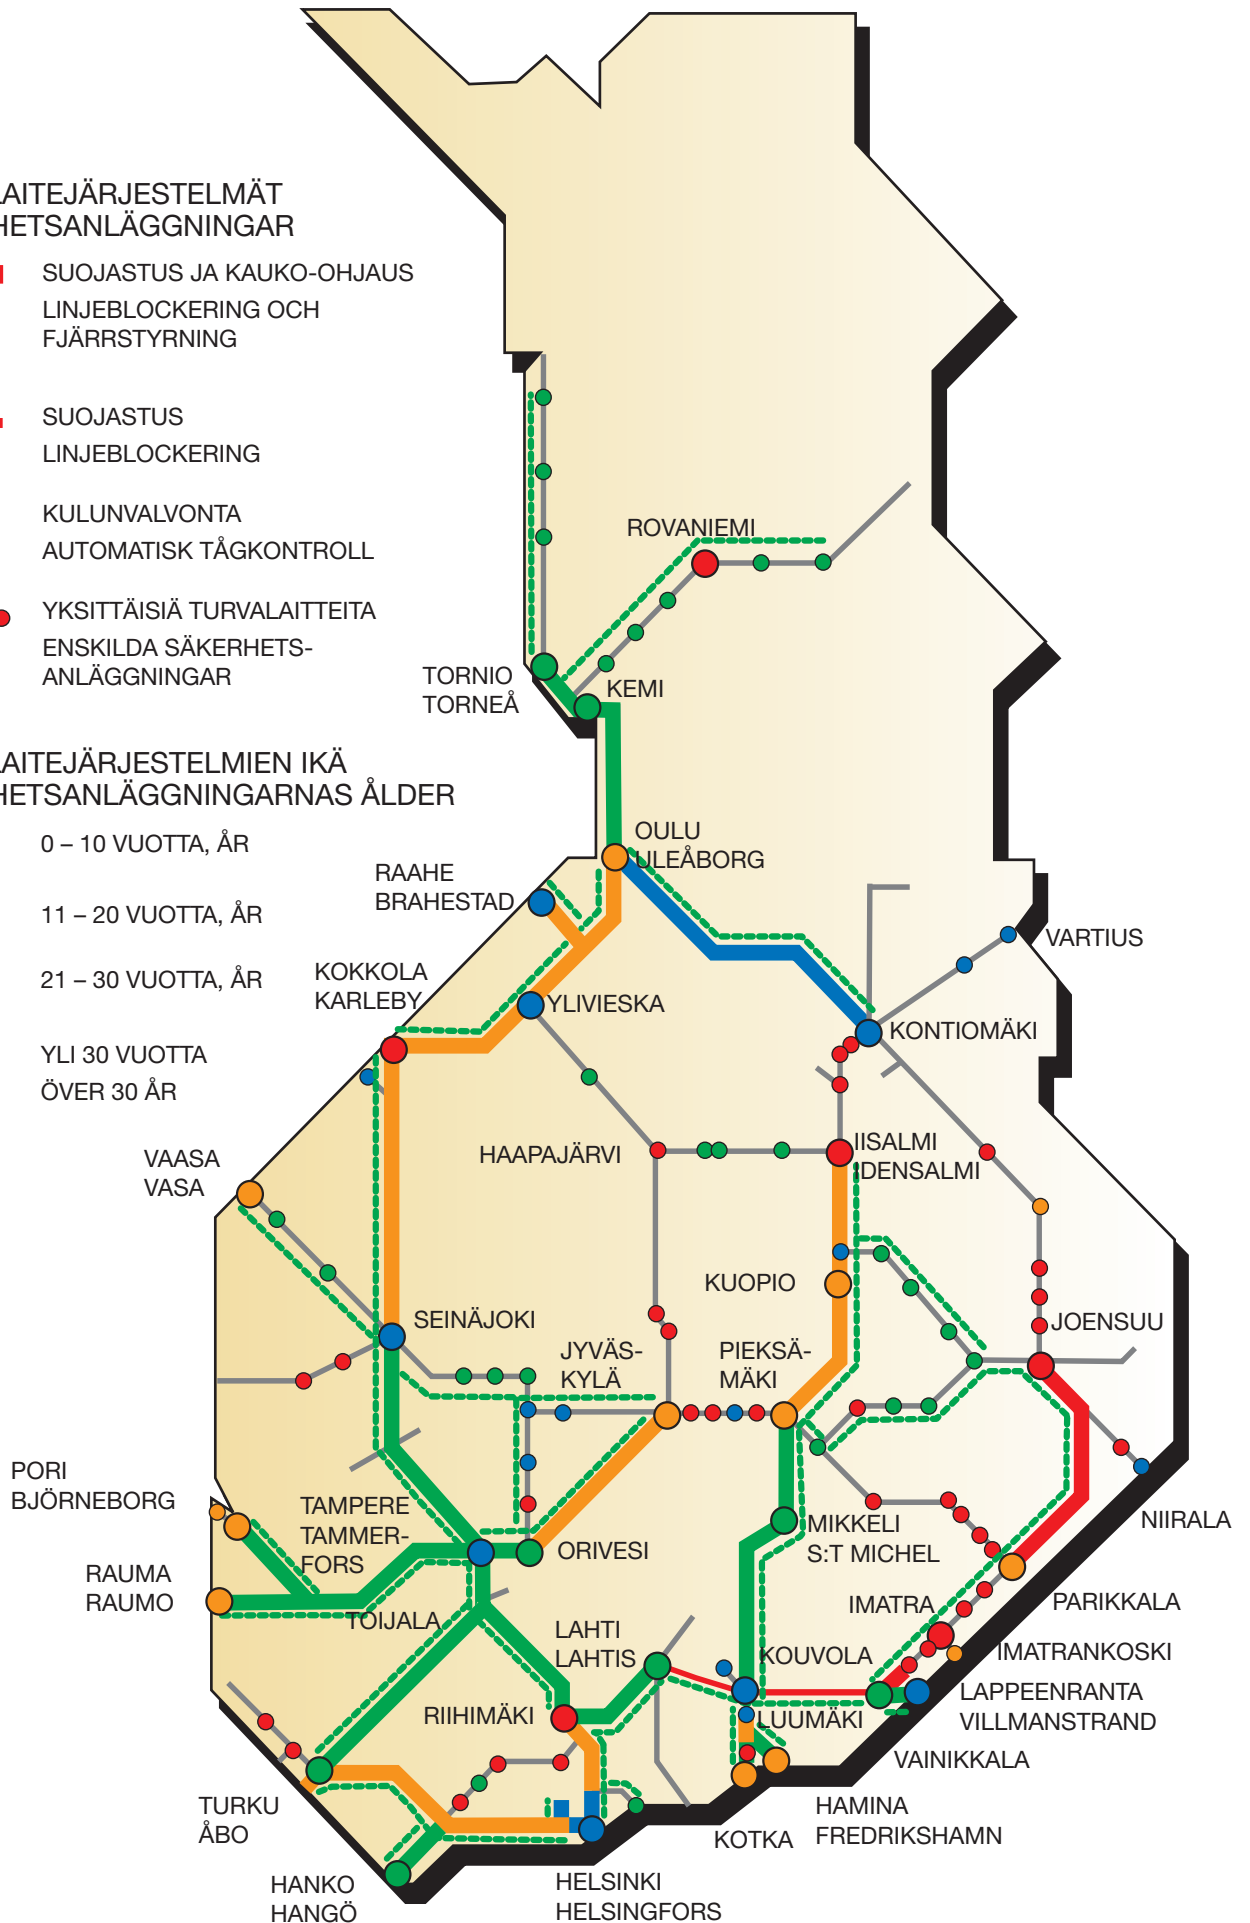 LAITEJÄRJESTELMÄT
HETSANLÄGGNINGAR
SUOJASTUS JA KAUKO-OHJAUS
LINJEBLOCKERING OCH
FJÄRRSTYRNING
SUOJASTUS
LINJEBLOCKERING
KULUNVALVONTA
AUTOMATISK TÅGKONTROLL
YKSITTÄISIÄ TURVALAITTEITA
ENSKILDA SÄKERHETS-
ANLÄGGNINGAR
LAITEJÄRJESTELMIEN IKÄ
HETSANLÄGGNINGARNAS ÅLDER
0 – 10 VUOTTA, ÅR
11 – 20 VUOTTA, ÅR
21 – 30 VUOTTA, ÅR
YLI 30 VUOTTA
ÖVER 30 ÅR
ROVANIEMI
TORNIO
TORNEÅ
KEMI
OULU
ULEÅBORG
RAAHE
BRAHESTAD
VARTIUS
KOKKOLA
KARLEBY
YLIVIESKA
KONTIOMÄKI
HAAPAJÄRVI
IISALMI
IDENSALMI
VAASA
VASA
KUOPIO
SEINÄJOKI
JOENSUU
JYVÄS-
KYLÄ
PIEKSÄ-
MÄKI
PORI
BJÖRNEBORG
TAMPERE
TAMMER-
FORS
ORIVESI
MIKKELI
S:T MICHEL
NIIRALA
RAUMA
RAUMO
TOIJALA
IMATRA
PARIKKALA
LAHTI
LAHTIS
KOUVOLA
IMATRANKOSKI
RIIHIMÄKI
LUUMÄKI
LAPPEENRANTA
VILLMANSTRAND
VAINIKKALA
TURKU
ÅBO
HAMINA
FREDRIKSHAMN
KOTKA
HANKO
HANGÖ
HELSINKI
HELSINGFORS